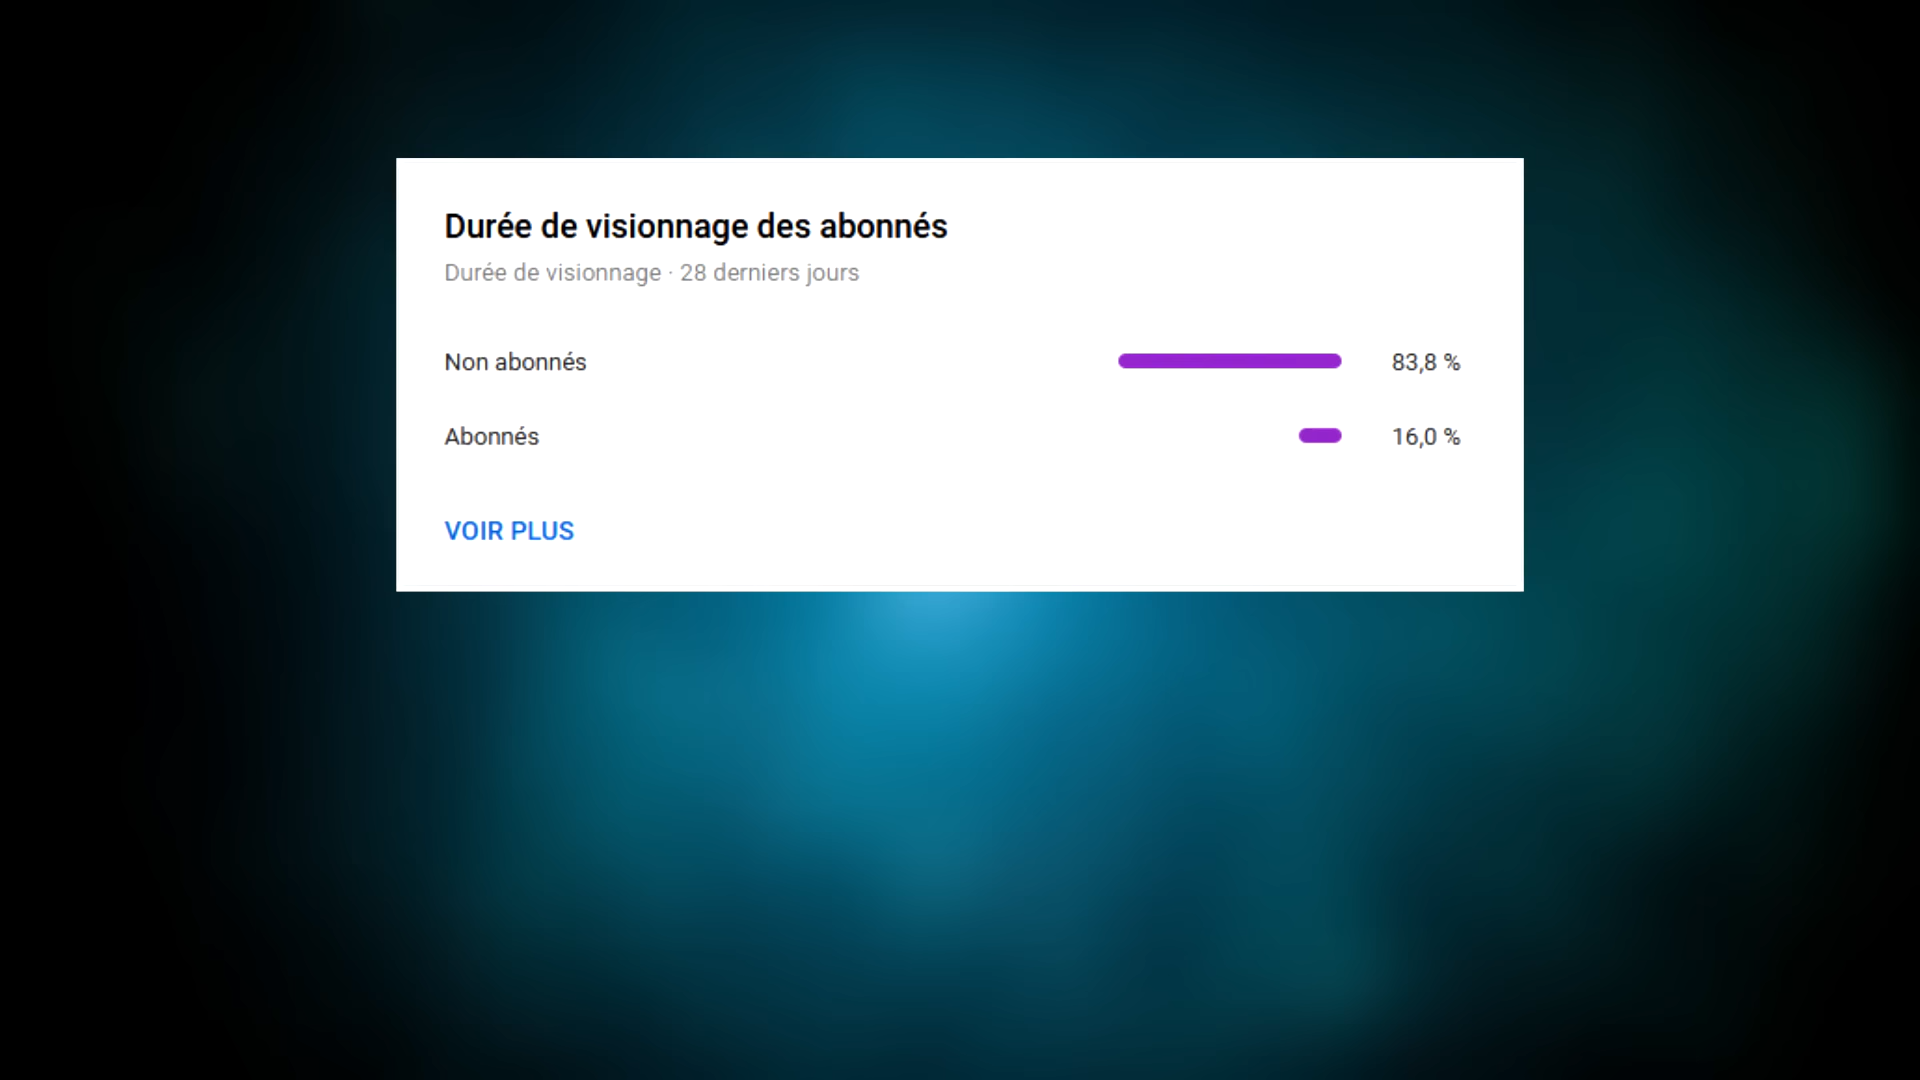 Durée de visionnage des abonnés
Durée de visionnage · 28 derniers jours
Non abonnés 83,8 %
Abonnés 16,0 %
VOIR PLUS